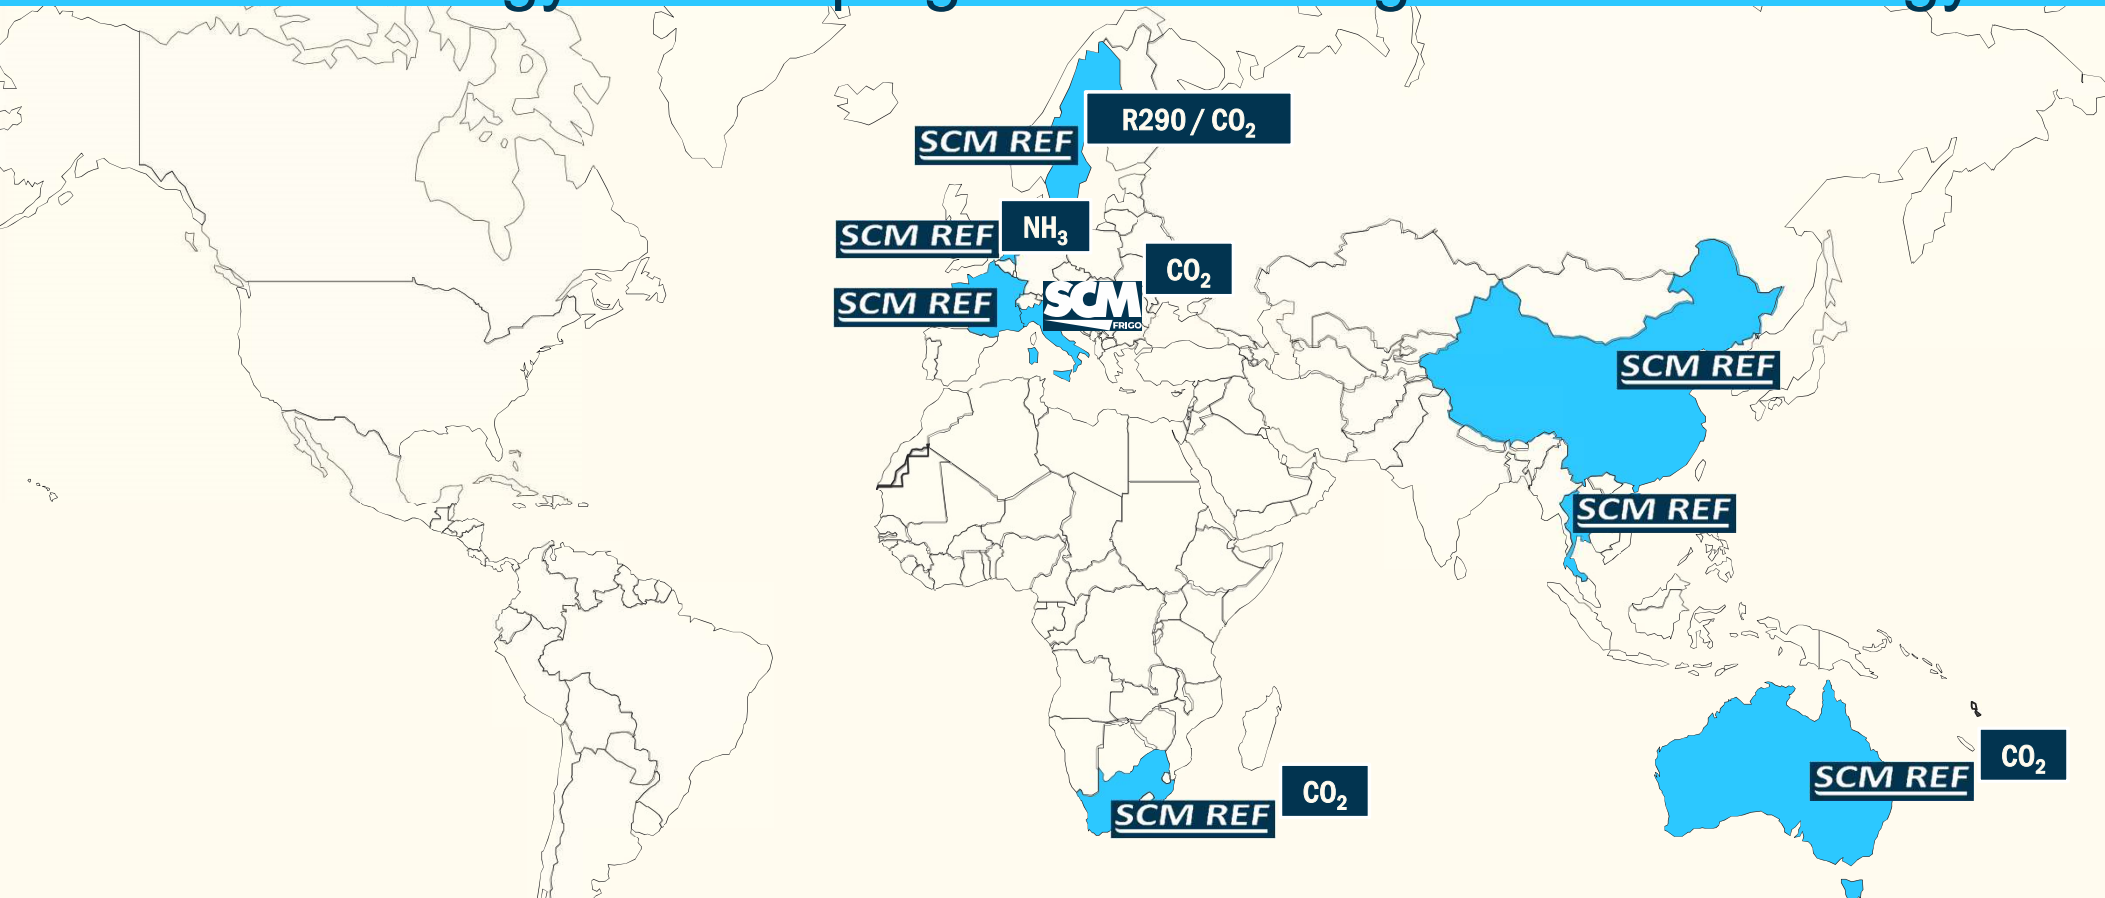 R290 / CO₂
SCM REF
NH₃
SCM REF
CO₂
SCM REF
SCM
FRIGO
SCM REF
SCM REF
CO₂
SCM REF
CO₂
SCM REF